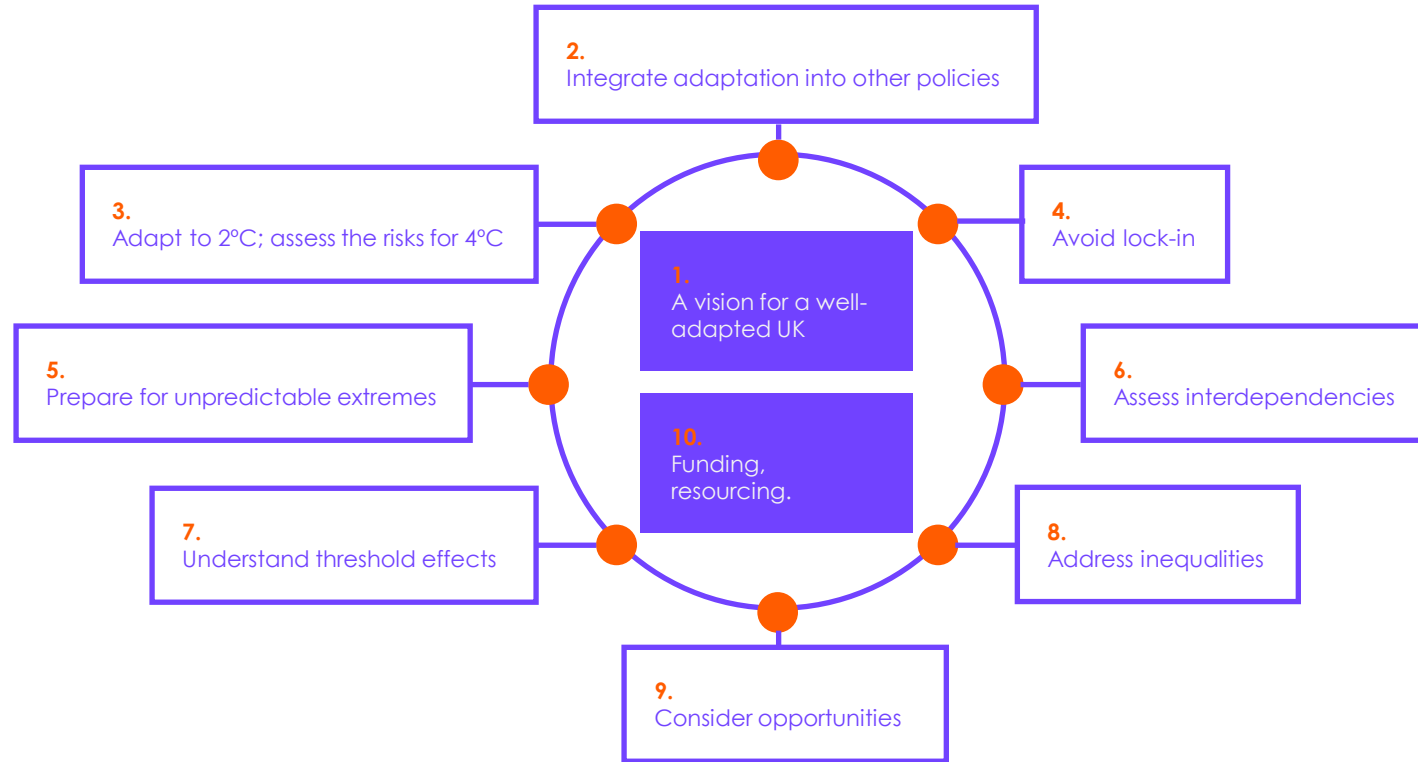 2.
Integrate adaptation into other policies
3.
Adapt to 2°C; assess the risks for 4°C
4.
Avoid lock-in
1.
A vision for a well-
adapted UK
5.
Prepare for unpredictable extremes
6.
Assess interdependencies
10.
Funding,
resourcing.
7.
Understand threshold effects
8.
Address inequalities
9.
Consider opportunities